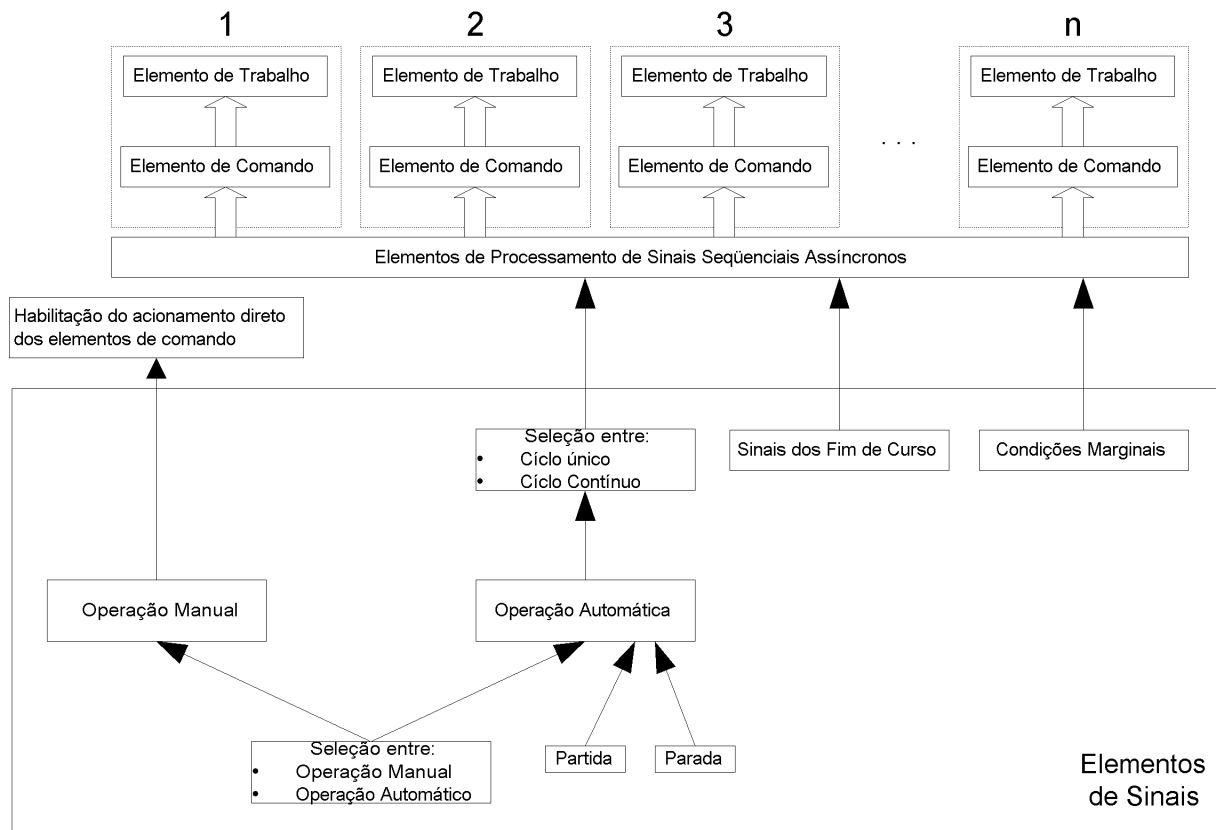 1
2
3
n
Elemento de Trabalho
Elemento de Trabalho
Elemento de Trabalho
Elemento de Trabalho
Elemento de Comando
Elemento de Comando
Elemento de Comando
. . .
Elemento de Comando
Elementos de Processamento de Sinais Seqüenciais Assíncronos
Habilitação do acionamento direto
dos elementos de comando
Seleção entre:
• Cíclo único
• Cíclo Contínuo
Sinais dos Fim de Curso
Condições Marginais
Operação Manual
Operação Automática
Seleção entre:
• Operação Manual
• Operação Automático
Partida
Parada
Elementos
de Sinais